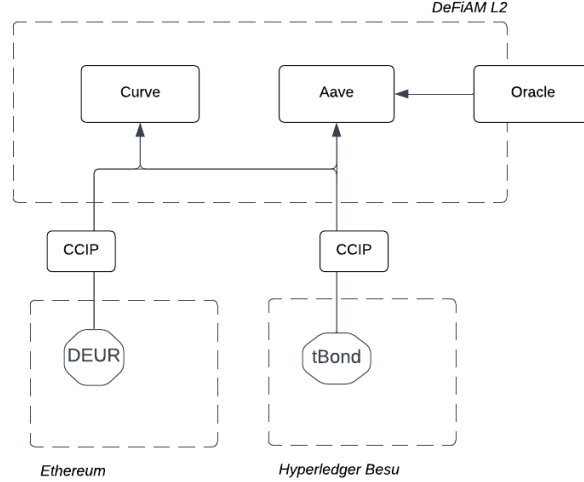 DeFiAM L2
Curve
Aave
Oracle
CCIP
CCIP
DEUR
tBond
Ethereum
Hyperledger Besu